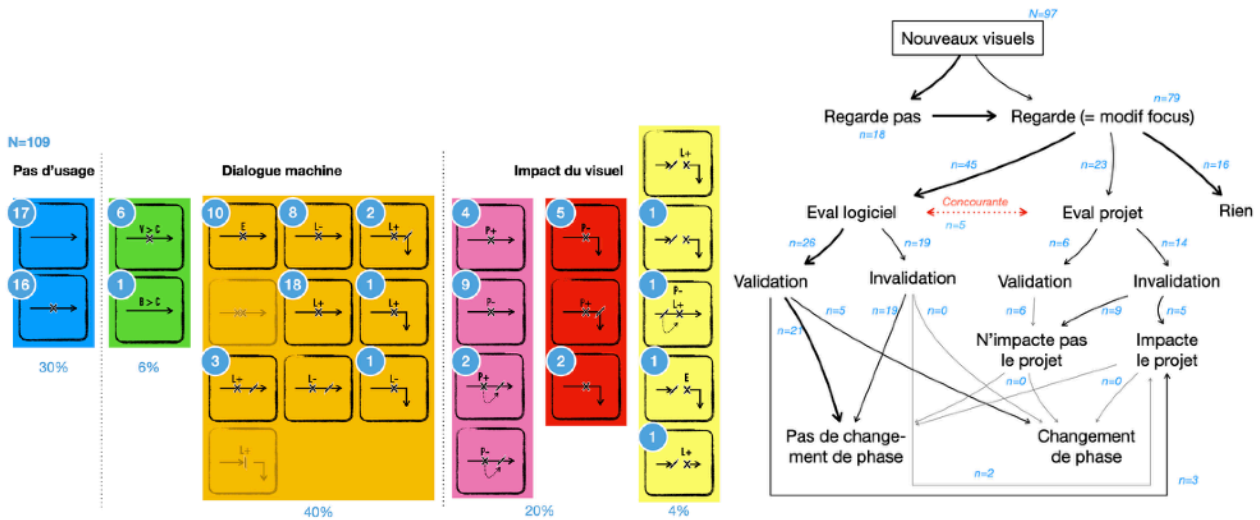 N=109
Pas d'usage
Dialogue machine
Impact du visuel
17
16
30%
6
V > C
1
B > C
6%
10
E
8
L-
2
L+
18
L+
1
L+
3
L+
L-
1
L-
L+
40%
4
P+
9
P-
2
P+
P-
5
P-
P+
2
20%
L+
1
1
P-
L+
1
E
1
L+
4%
N=97
Nouveaux visuels
Regarde pas
n=18
n=79
Regarde (= modif focus)
n=45
n=23
n=16
Eval logiciel
Concourante
n=5
Eval projet
Rien
n=26
n=19
n=6
n=14
Validation
Invalidation
Validation
Invalidation
n=21
n=5
n=19
n=0
n=6
n=9
n=5
N'impacte pas
le projet
Impacte
le projet
n=0
n=0
Pas de change-
ment de phase
Changement
de phase
n=2
n=3